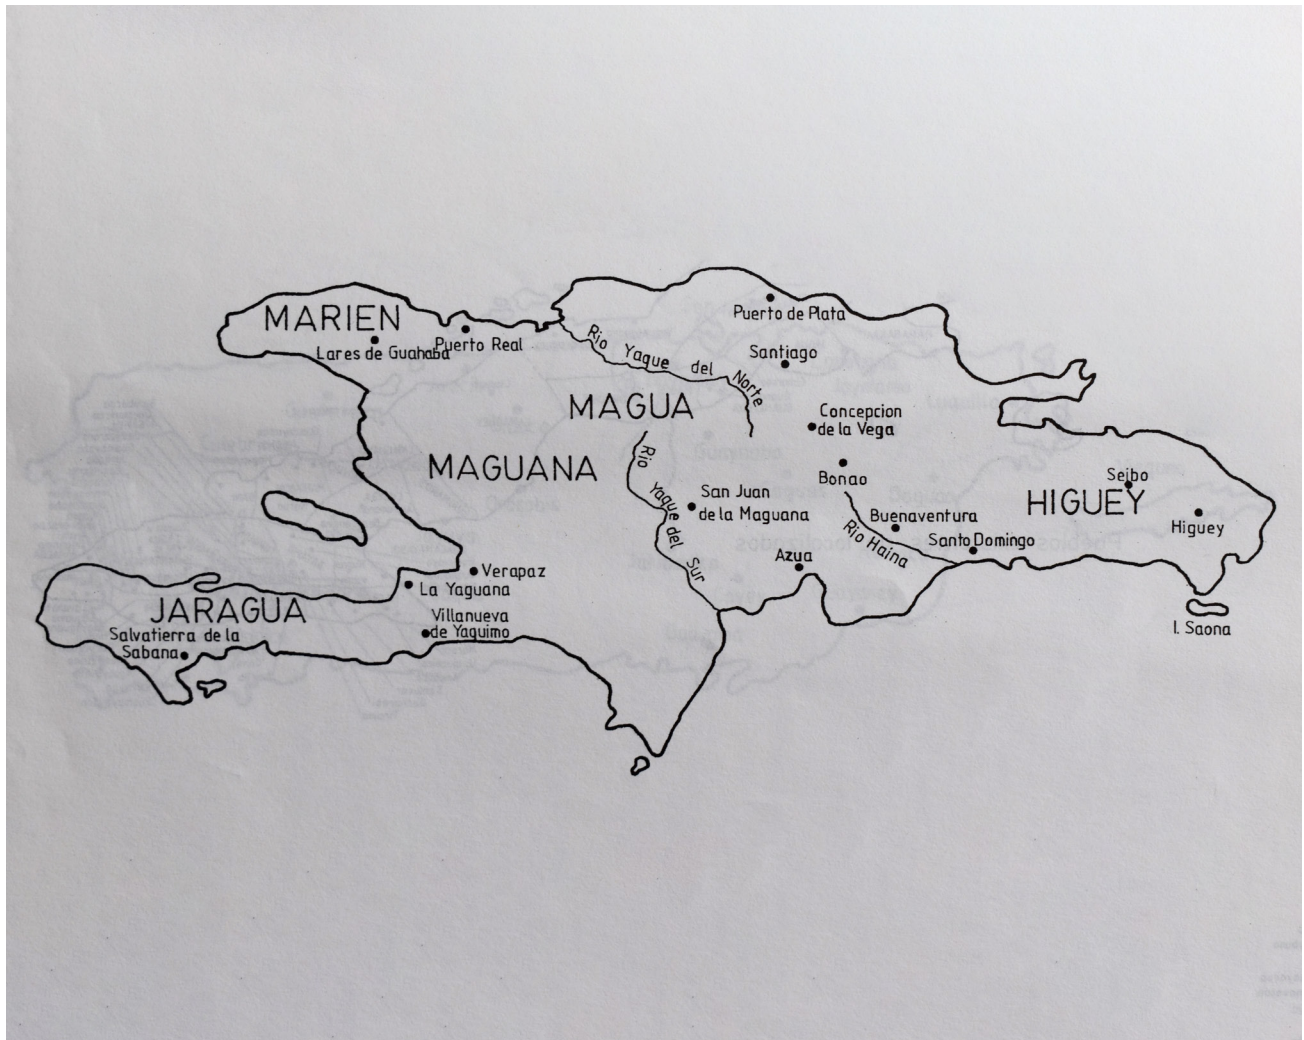 MARIEN
Lares de Guahaba
Puerto Real
Puerto de Plata
Rio Yaque del Norte
Santiago
MAGUA
Concepcion
de la Vega
MAGUANA
Rio Yaque del Sur
Bonao
San Juan
de la Maguana
Seibo
HIGUEY
Higuey
Buenaventura
Rio Haina
Santo Domingo
Azua
Verapaz
La Yaguana
JARAGUA
Villanueva
de Yaquimo
Salvatierra de la
Sabana
I. Saona